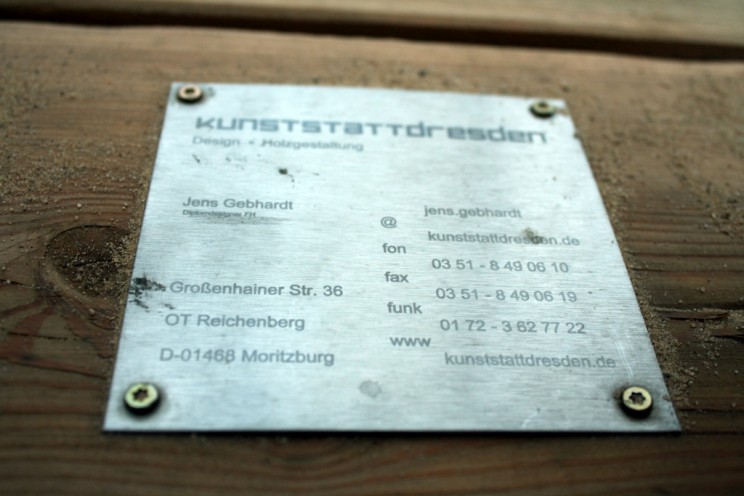 kunststattdresden
Design + Holzgestaltung
Jens Gebhardt
Diplomdesigner FH
Großenhainer Str. 36
OT Reichenberg
D-01468 Moritzburg
@ jens.gebhardt
kunststattdresden.de
fon 03 51 - 8 49 06 10
fax 03 51 - 8 49 06 19
funk 01 72 - 3 62 77 22
www kunststattdresden.de